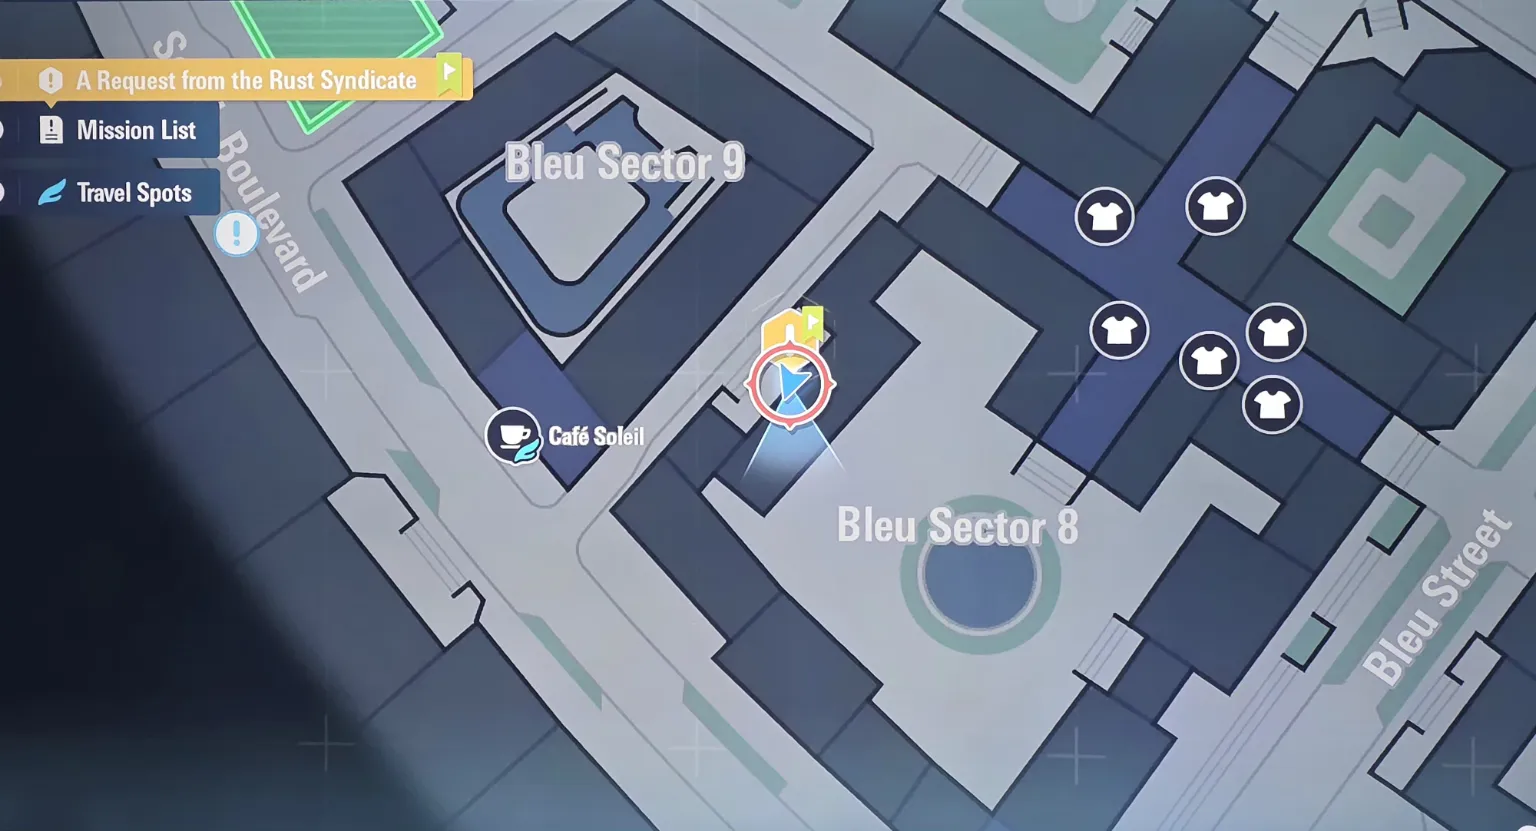 A Request from the Rust Syndicate
Mission List
Travel Spots
Boulevard
Bleu Sector 9
Café Soleil
Bleu Sector 8
Bleu Street